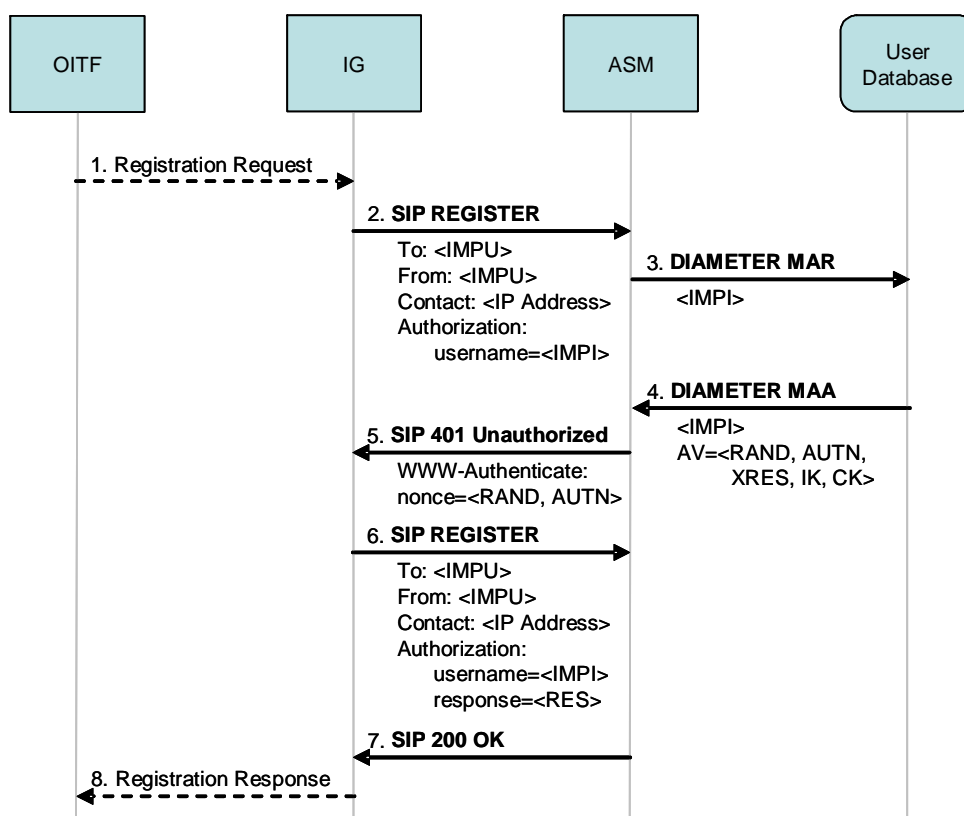 OITF
IG
ASM
User
Database
1. Registration Request
2. SIP REGISTER
To: <IMPU>
From: <IMPU>
Contact: <IP Address>
Authorization:
username=<IMPI>
3. DIAMETER MAR
<IMPI>
4. DIAMETER MAA
<IMPI>
AV=<RAND, AUTN,
XRES, IK, CK>
5. SIP 401 Unauthorized
WWW-Authenticate:
nonce=<RAND, AUTN>
6. SIP REGISTER
To: <IMPU>
From: <IMPU>
Contact: <IP Address>
Authorization:
username=<IMPI>
response=<RES>
7. SIP 200 OK
8. Registration Response